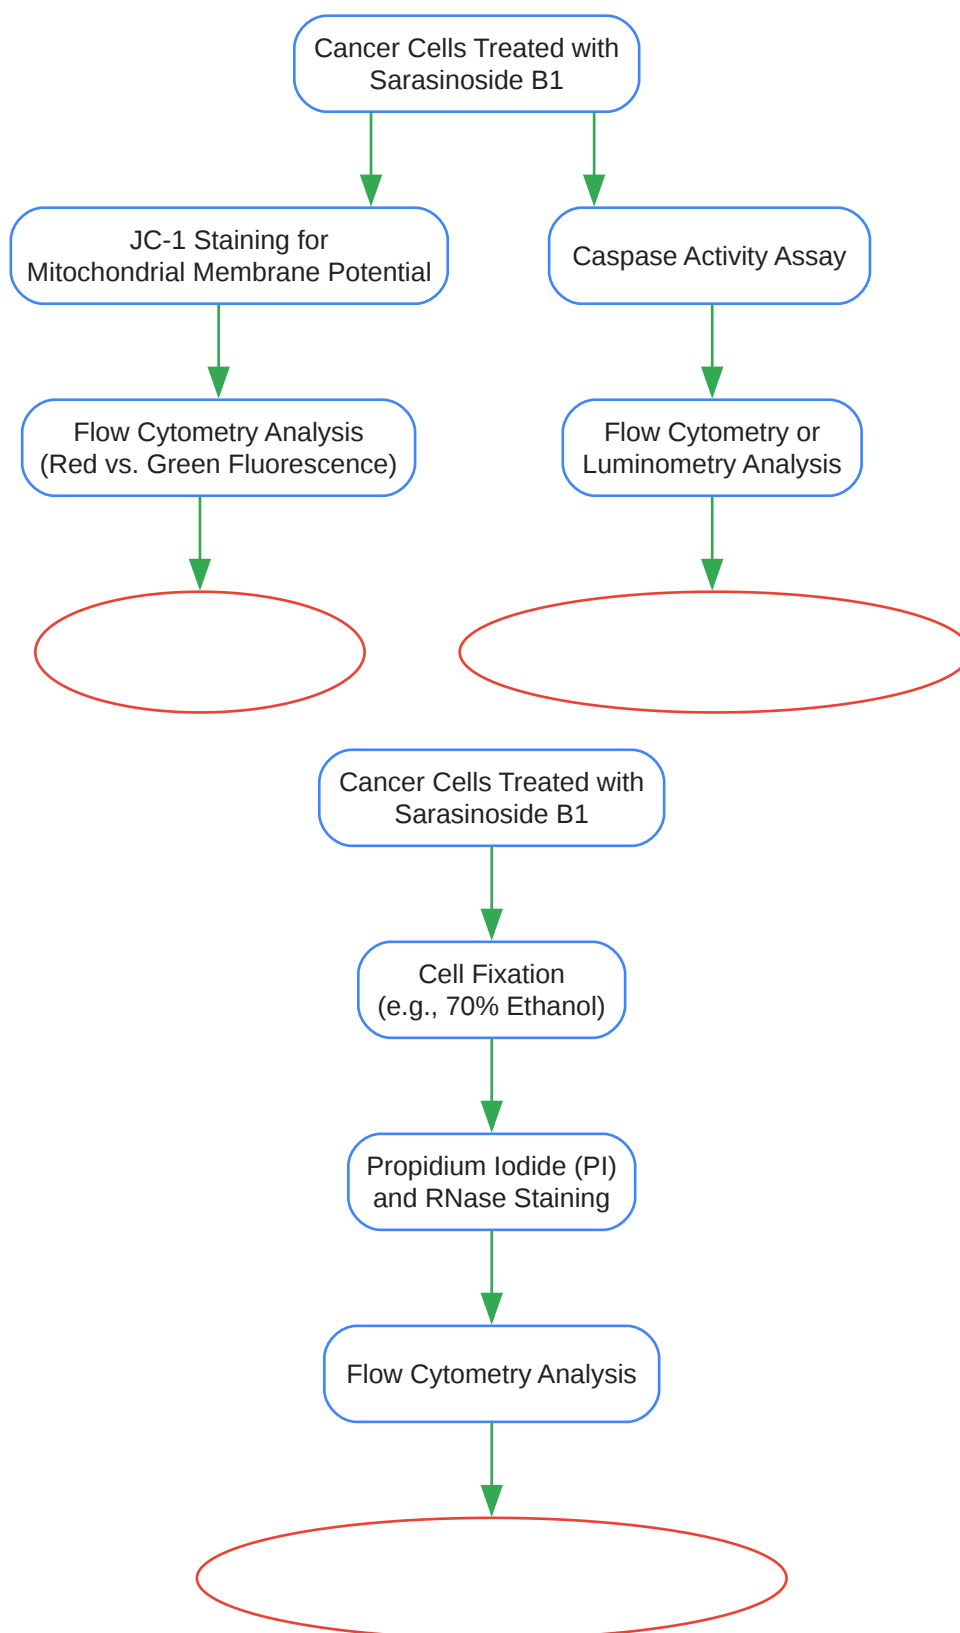 Cancer Cells Treated with
Sarasinoside B1
JC-1 Staining for
Mitochondrial Membrane Potential
Caspase Activity Assay
Flow Cytometry Analysis
(Red vs. Green Fluorescence)
Flow Cytometry or
Luminometry Analysis
Cancer Cells Treated with
Sarasinoside B1
Cell Fixation
(e.g., 70% Ethanol)
Propidium Iodide (PI)
and RNase Staining
Flow Cytometry Analysis